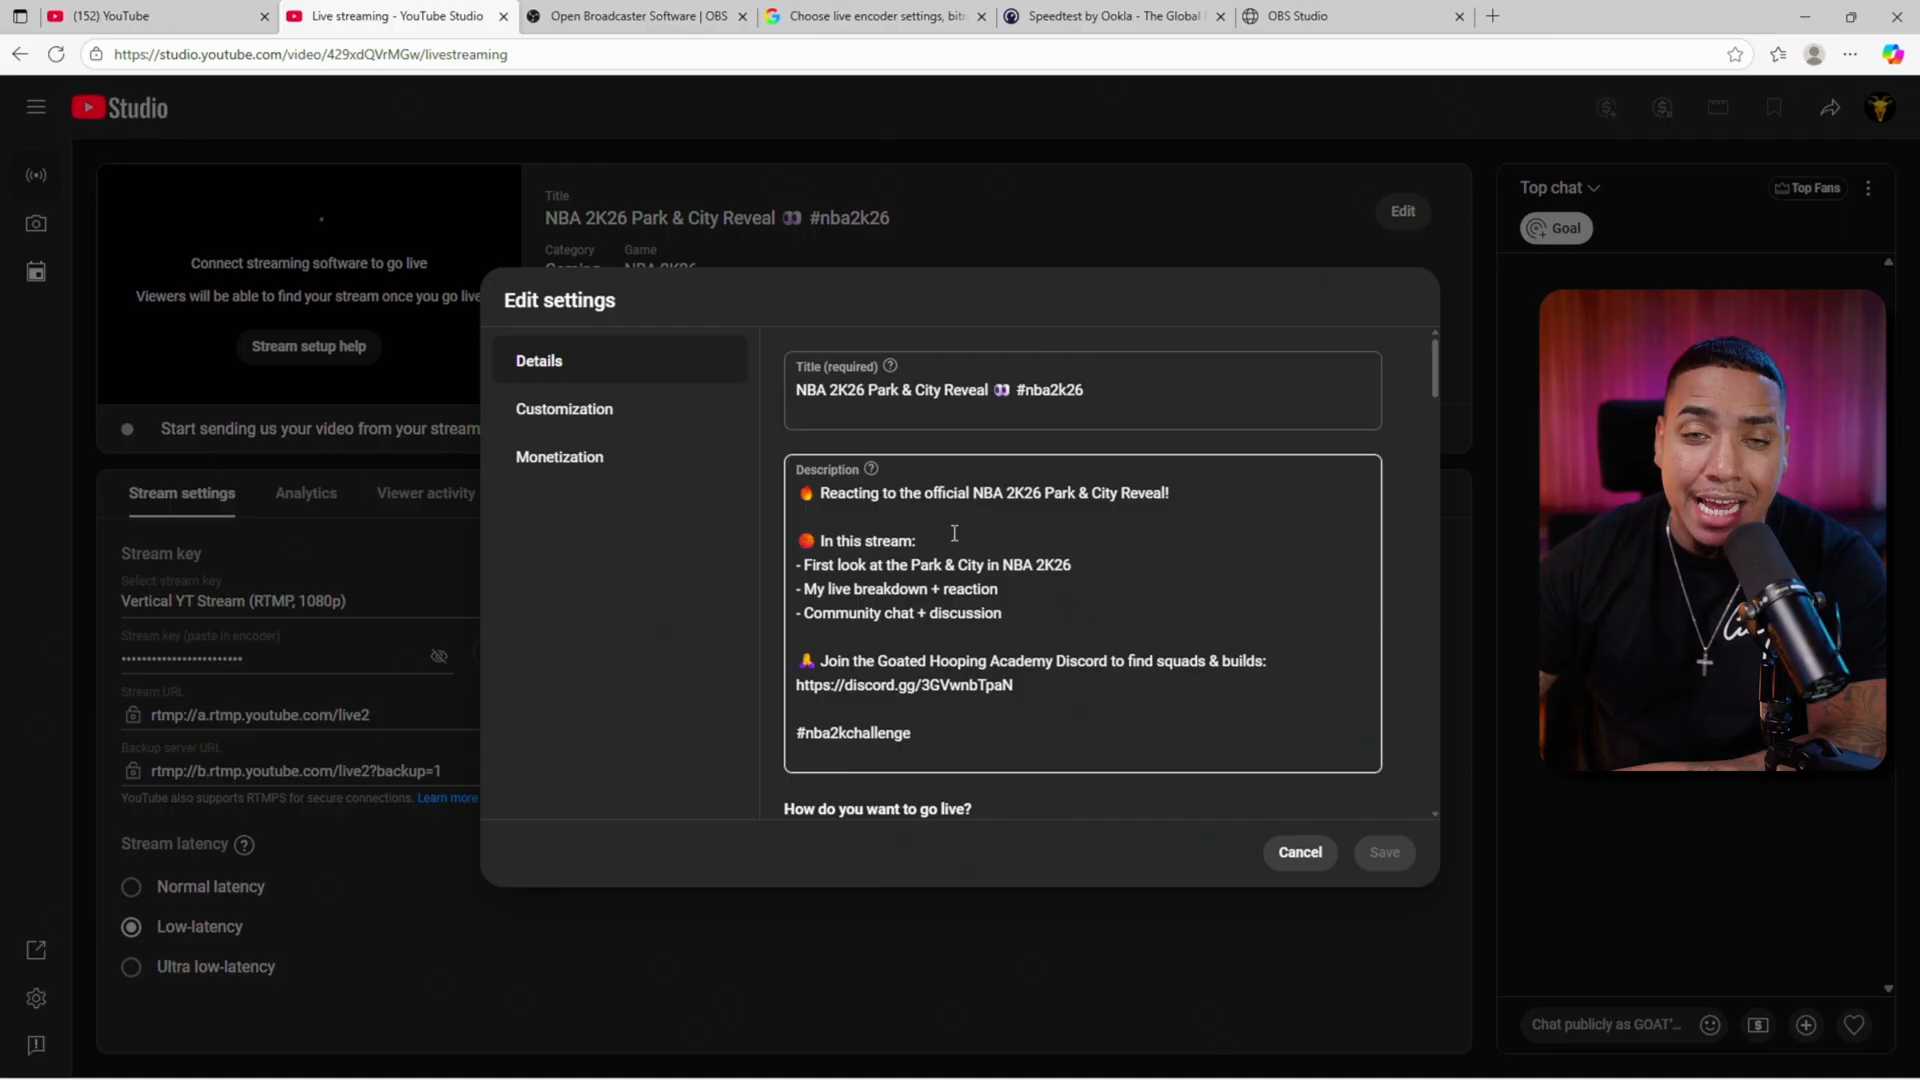 (152) YouTube
Live streaming - YouTube Studio
Open Broadcaster Software | OBS
Choose live encoder settings, bit
Speedtest by Ookla - The Global
OBS Studio
https://studio.youtube.com/video/429xdQVrMGw/livestreaming
Studio
Connect streaming software to go live
Viewers will be able to find your stream once you go live
Stream setup help
Start sending us your video from your stream
Title
NBA 2K26 Park & City Reveal 👀 #nba2k26
Edit
Category
Game
NBA 2K26
Stream settings
Analytics
Viewer activity
Stream key
Select stream key
Vertical YT Stream (RTMP, 1080p)
Stream key (paste in encoder)
••••••••••••••••••••••••
Stream URL
rtmp://a.rtmp.youtube.com/live2
Backup server URL
rtmp://b.rtmp.youtube.com/live2?backup=1
YouTube also supports RTMPS for secure connections. Learn more
Stream latency
Normal latency
Low-latency
Ultra low-latency
Edit settings
Details
Customization
Monetization
Title (required)
NBA 2K26 Park & City Reveal 👀 #nba2k26
Description
🔥 Reacting to the official NBA 2K26 Park & City Reveal!
🏀 In this stream:
- First look at the Park & City in NBA 2K26
- My live breakdown + reaction
- Community chat + discussion
🙏 Join the Goated Hooping Academy Discord to find squads & builds:
https://discord.gg/3GVwnbTpaN
#nba2kchallenge
How do you want to go live?
Cancel
Save
Top chat
Top Fans
Goal
Chat publicly as GOAT'...